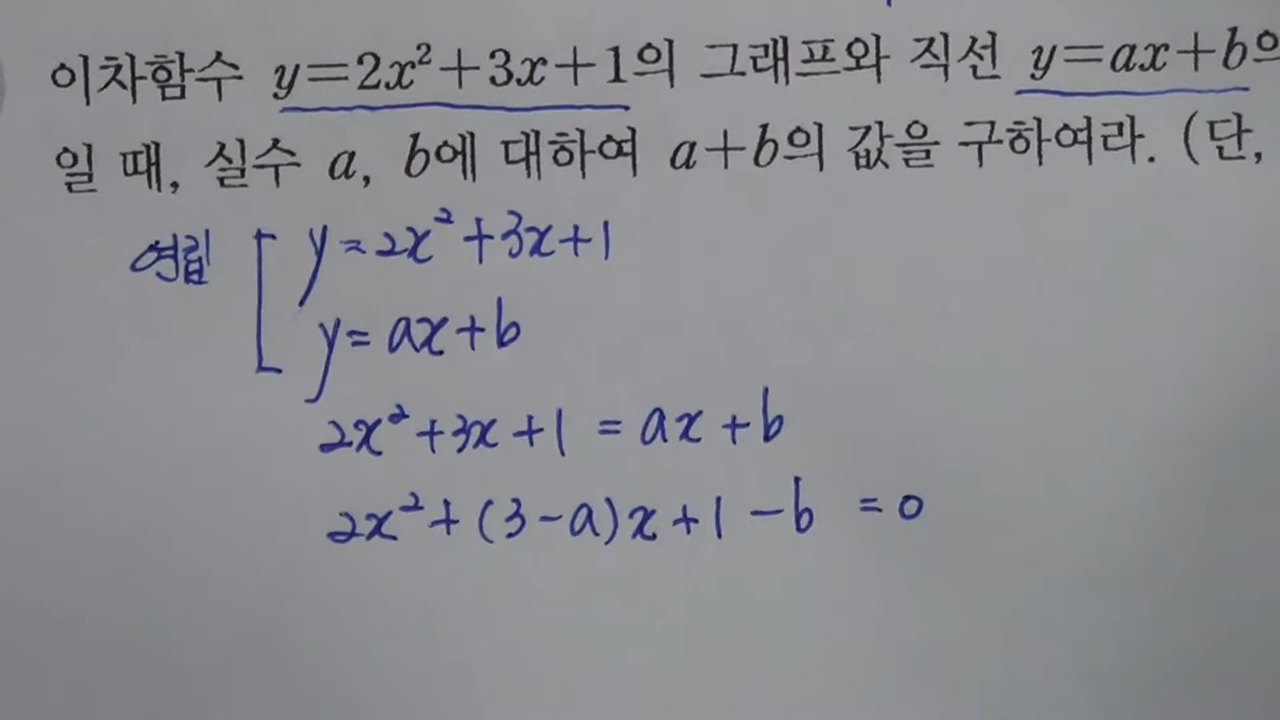 이차함수 y=2x²+3x+1의 그래프와 직선 y=ax+b의
일 때, 실수 a, b에 대하여 a+b의 값을 구하여라. (단,
연립 y=2x²+3x+1
y=ax+b
2x²+3x+1=ax+b
2x²+(3-a)x+1-b=0